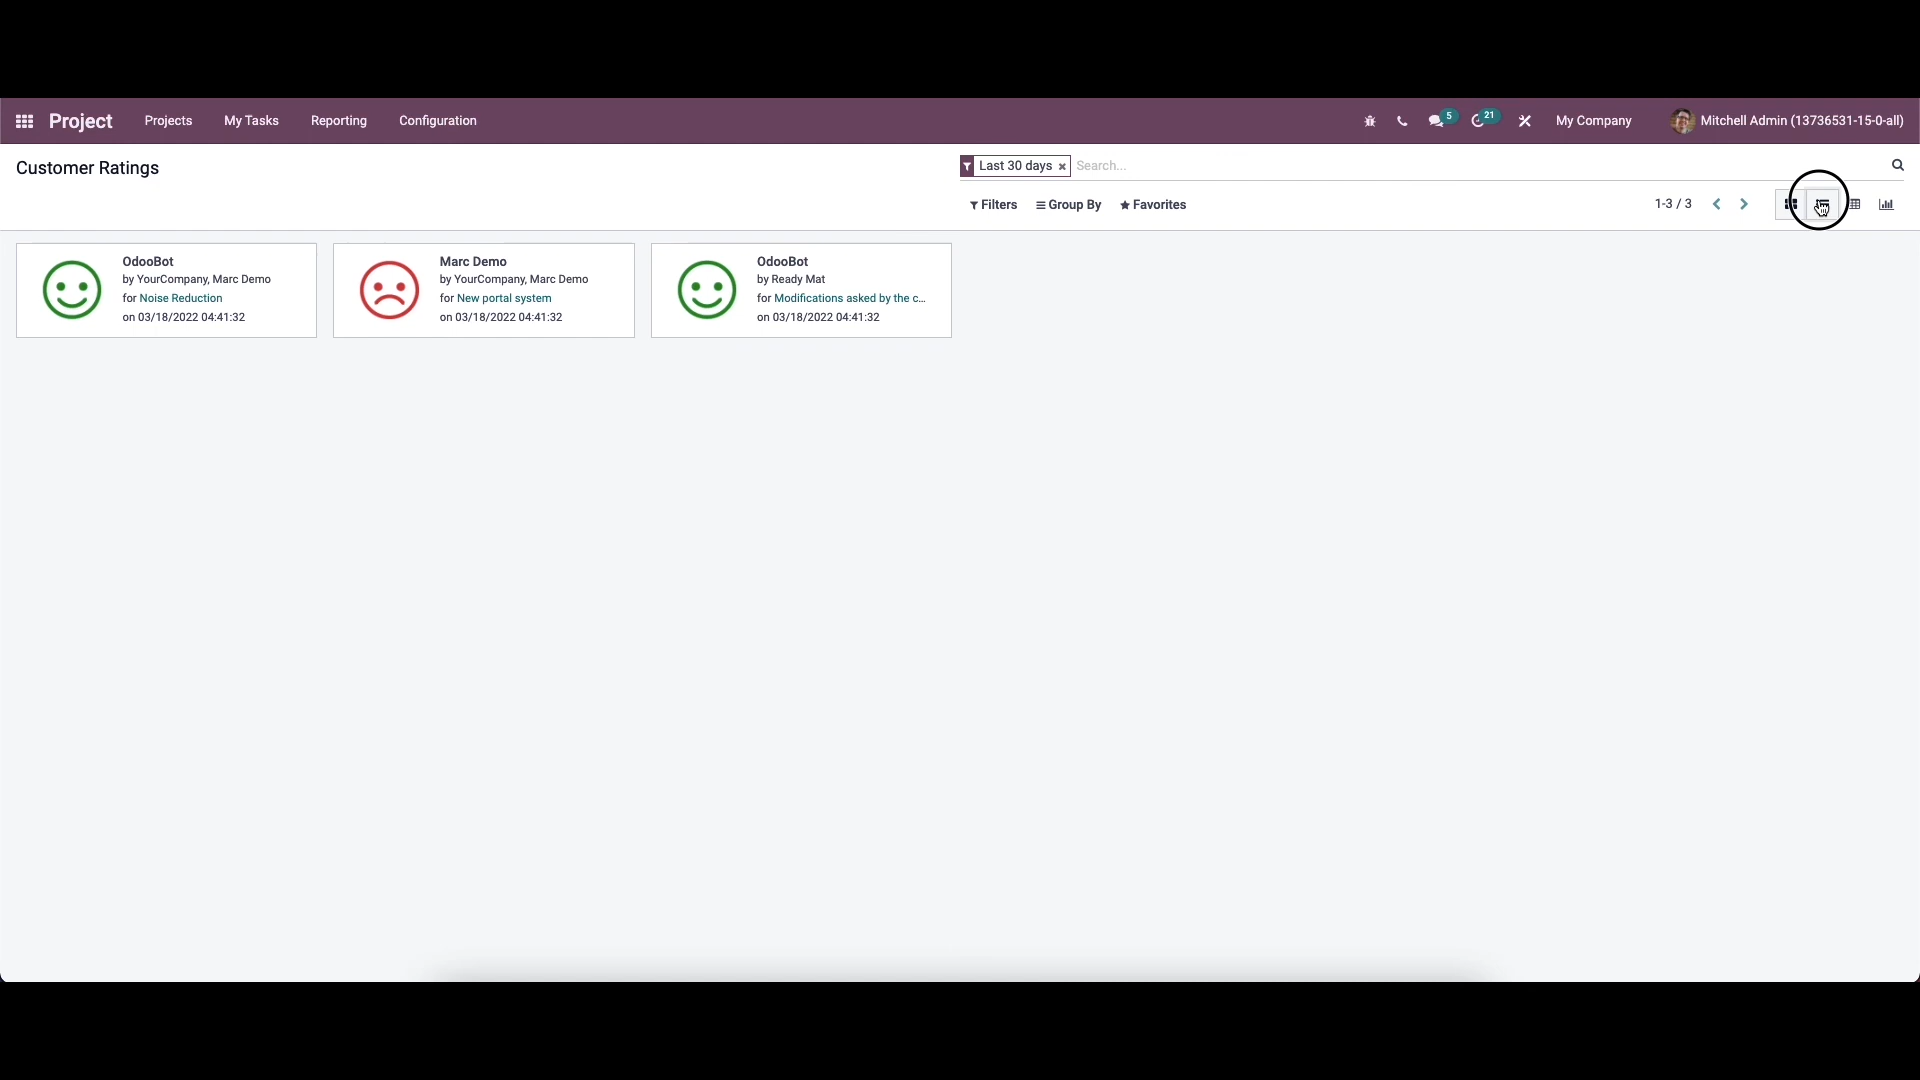 Project Projects My Tasks Reporting Configuration 5 21 My Company Mitchell Admin (13736531-15-0-all)
Customer Ratings Last 30 days × Search...
Filters Group By Favorites 1-3 / 3
OdooBot
by YourCompany, Marc Demo
for Noise Reduction
on 03/18/2022 04:41:32
Marc Demo
by YourCompany, Marc Demo
for New portal system
on 03/18/2022 04:41:32
OdooBot
by Ready Mat
for Modifications asked by the c...
on 03/18/2022 04:41:32